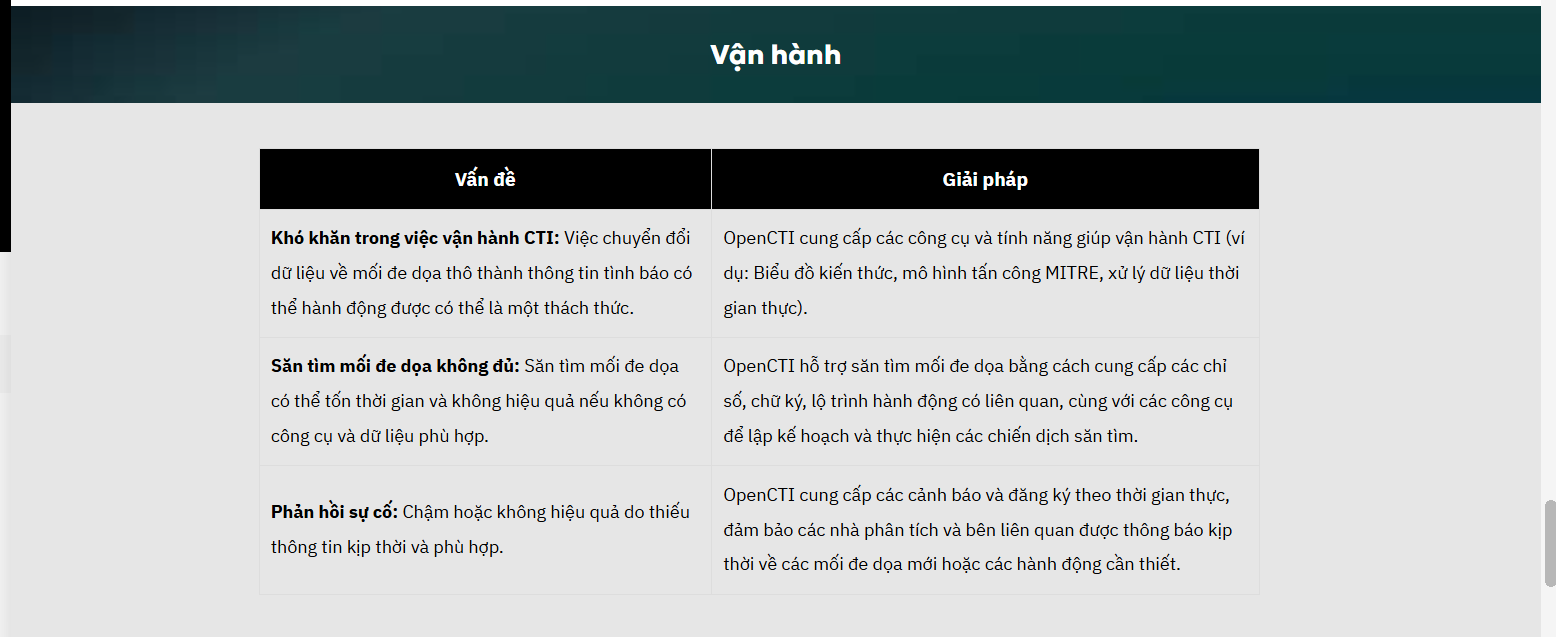 Vận hành
Vấn đề
Giải pháp
Khó khăn trong việc vận hành CTI: Việc chuyển đổi
dữ liệu về mối đe dọa thô thành thông tin tình báo có
thể hành động được có thể là một thách thức.
OpenCTI cung cấp các công cụ và tính năng giúp vận hành CTI (ví
dụ: Biểu đồ kiến thức, mô hình tấn công MITRE, xử lý dữ liệu thời
gian thực).
Săn tìm mối đe dọa không đủ: Săn tìm mối đe dọa
có thể tốn thời gian và không hiệu quả nếu không có
công cụ và dữ liệu phù hợp.
OpenCTI hỗ trợ săn tìm mối đe dọa bằng cách cung cấp các chỉ
số, chữ ký, lộ trình hành động có liên quan, cùng với các công cụ
để lập kế hoạch và thực hiện các chiến dịch săn tìm.
Phản hồi sự cố: Chậm hoặc không hiệu quả do thiếu
thông tin kịp thời và phù hợp.
OpenCTI cung cấp các cảnh báo và đăng ký theo thời gian thực,
đảm bảo các nhà phân tích và bên liên quan được thông báo kịp
thời về các mối đe dọa mới hoặc các hành động cần thiết.